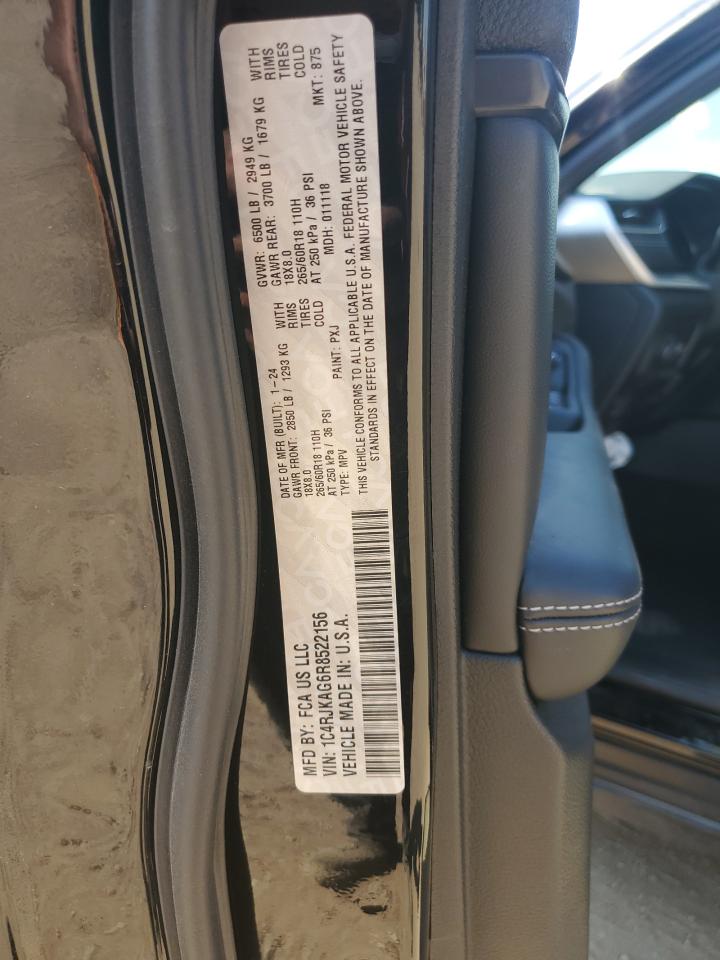 MFD BY: FCA US LLC
VIN: 1C4RJKAG6R8522156
VEHICLE MADE IN: U.S.A.
DATE OF MFR (BUILT): 1-24
GAWR FRONT: 2850 LB / 1293 KG WITH
18X8.0 RIMS
265/60R18 110H TIRES
AT 250 kPa / 36 PSI COLD
TYPE: MPV PAINT: PXJ
GVWR: 6500 LB / 2949 KG
GAWR REAR: 3700 LB / 1679 KG WITH
18X8.0 RIMS
265/60R18 110H TIRES
AT 250 kPa / 36 PSI COLD
MDH: 011118 MKT: 875
THIS VEHICLE CONFORMS TO ALL APPLICABLE U.S.A. FEDERAL MOTOR VEHICLE SAFETY
STANDARDS IN EFFECT ON THE DATE OF MANUFACTURE SHOWN ABOVE.